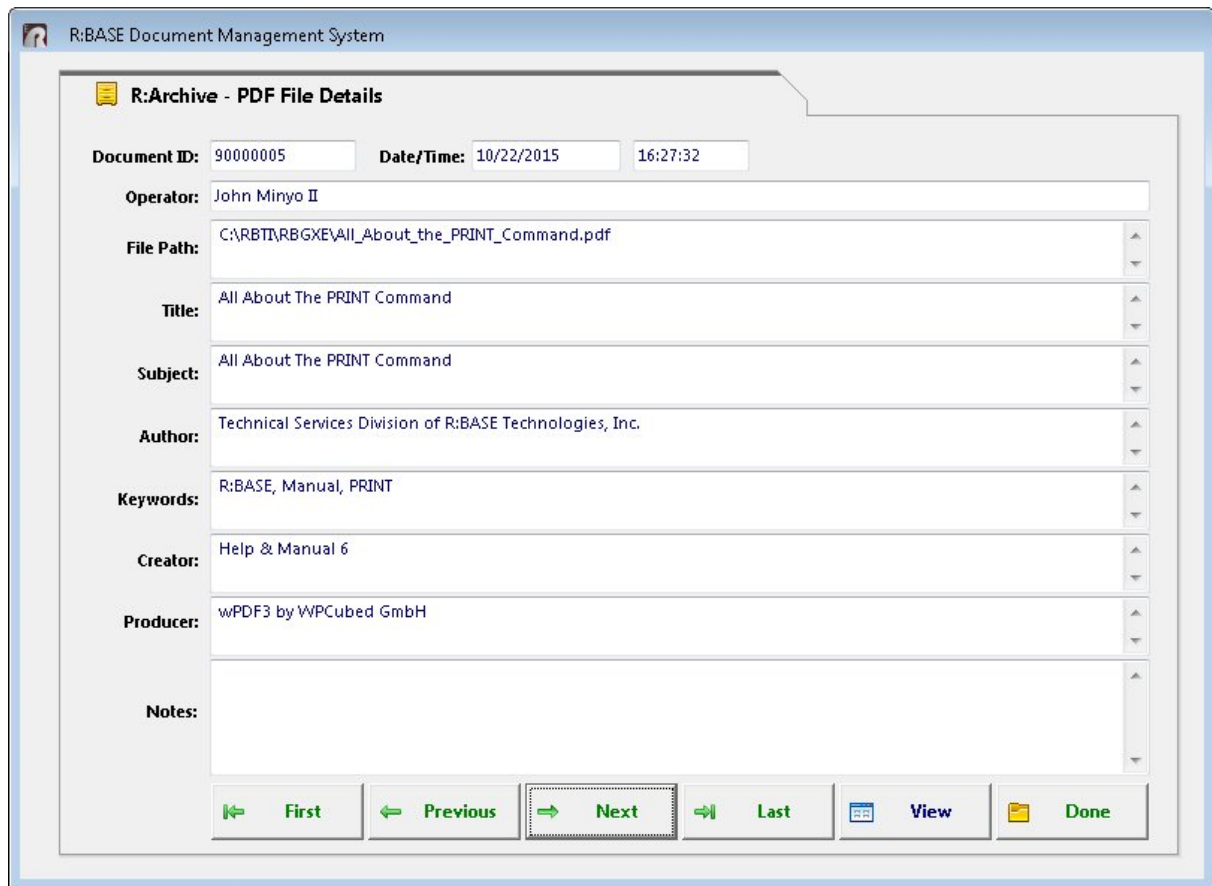 R:BASE Document Management System
R:Archive - PDF File Details
Document ID: 90000005 Date/Time: 10/22/2015 16:27:32
Operator: John Minyo II
File Path: C:\RBTI\RBGXE\All_About_the_PRINT_Command.pdf
Title: All About The PRINT Command
Subject: All About The PRINT Command
Author: Technical Services Division of R:BASE Technologies, Inc.
Keywords: R:BASE, Manual, PRINT
Creator: Help & Manual 6
Producer: wPDF3 by WPCubed GmbH
Notes:
First Previous Next Last View Done